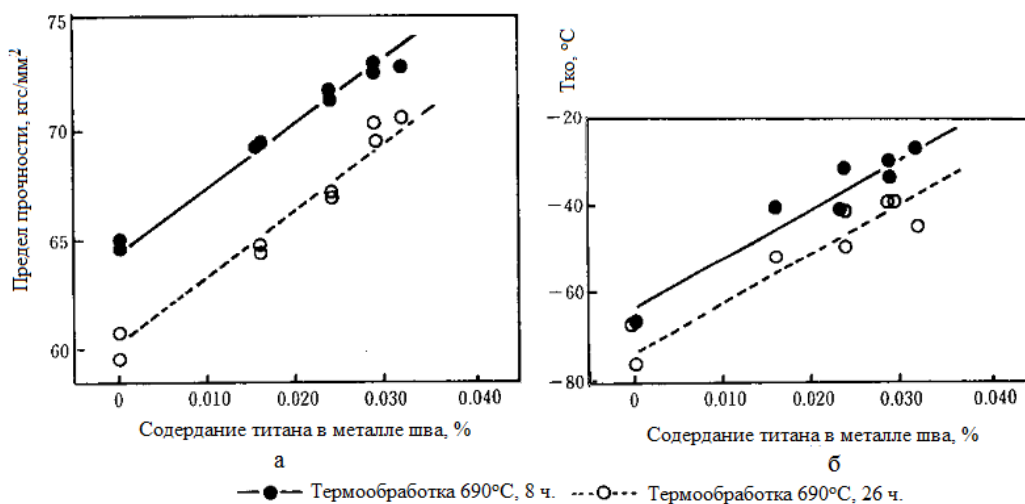 Предел прочности, кгс/мм²
75
70
65
60
0
0.010
0.020
0.030
0.040
Содердание титана в металле шва, %
а
Тко, °C
−20
−40
−60
−80
0
0.010
0.020
0.030
0.040
Содердание титана в металле шва, %
б
Термообработка 690°С, 8 ч.
Термообработка 690°С, 26 ч.